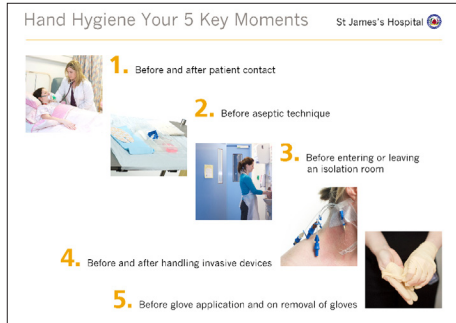 Hand Hygiene Your 5 Key Moments
St James's Hospital
1. Before and after patient contact
2. Before aseptic technique
3. Before entering or leaving
an isolation room
4. Before and after handling invasive devices
5. Before glove application and on removal of gloves